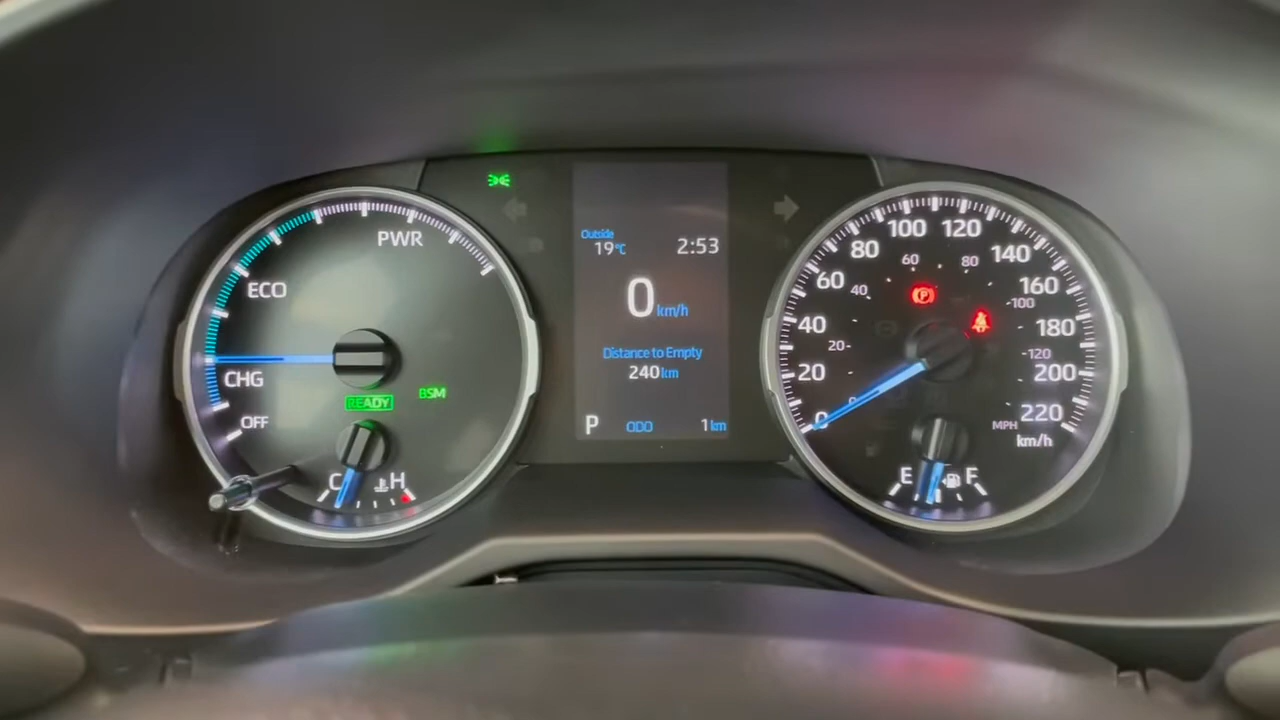 PWR
ECO
CHG
OFF
READY
BSM
C H
Outside
19°C 2:53
0 km/h
Distance to Empty
240 km
P ODO 1 km
0 20 40 60 80 100 120 140 160 180 200 220
20 40 60 80 100 120
MPH
km/h
P
E F